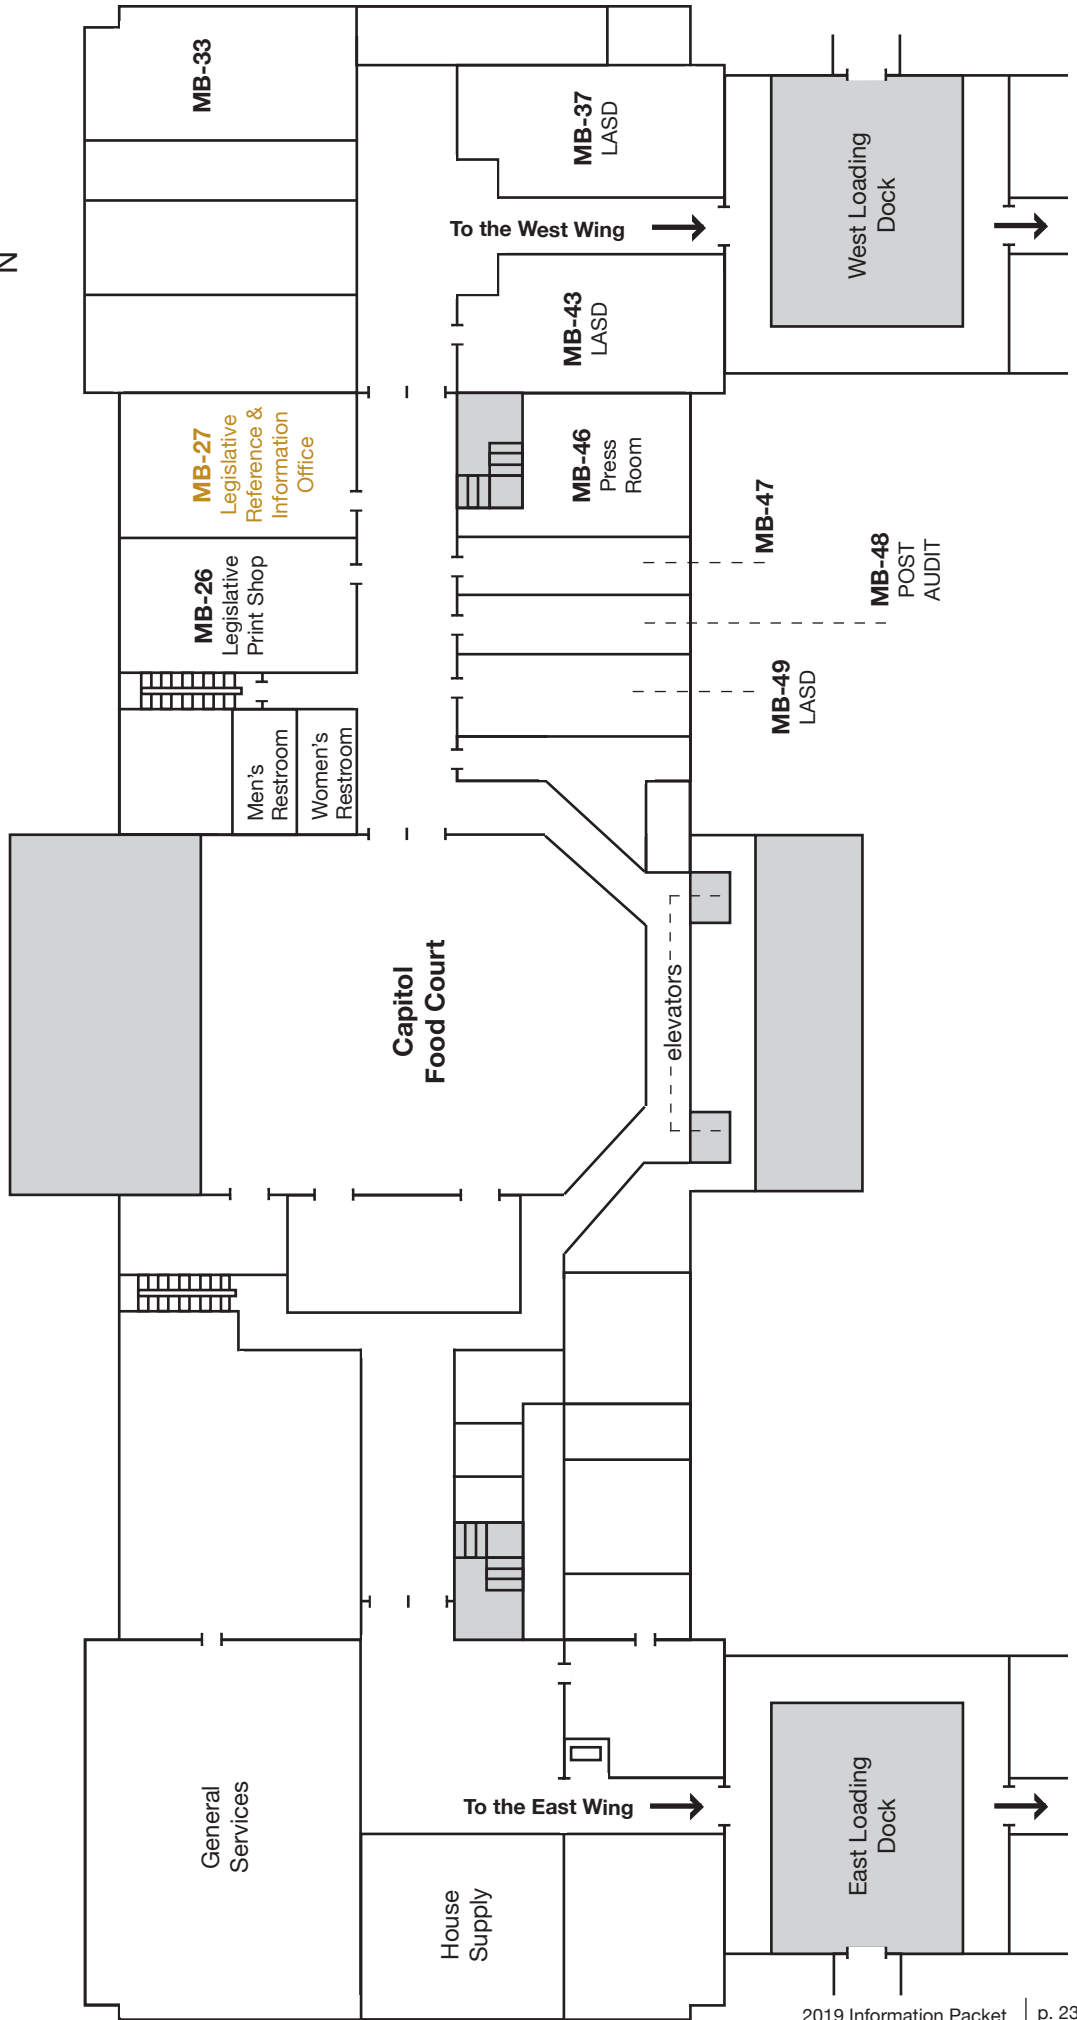 N
MB-33
MB-37
LASD
West Loading
Dock
To the West Wing
MB-43
LASD
MB-27
Legislative
Reference &
Information
Office
MB-46
Press
Room
MB-47
MB-48
POST
AUDIT
MB-26
Legislative
Print Shop
MB-49
LASD
Men's
Restroom
Women's
Restroom
Capitol
Food Court
elevators
General
Services
To the East Wing
East Loading
Dock
House
Supply
2019 Information Packet
p. 23